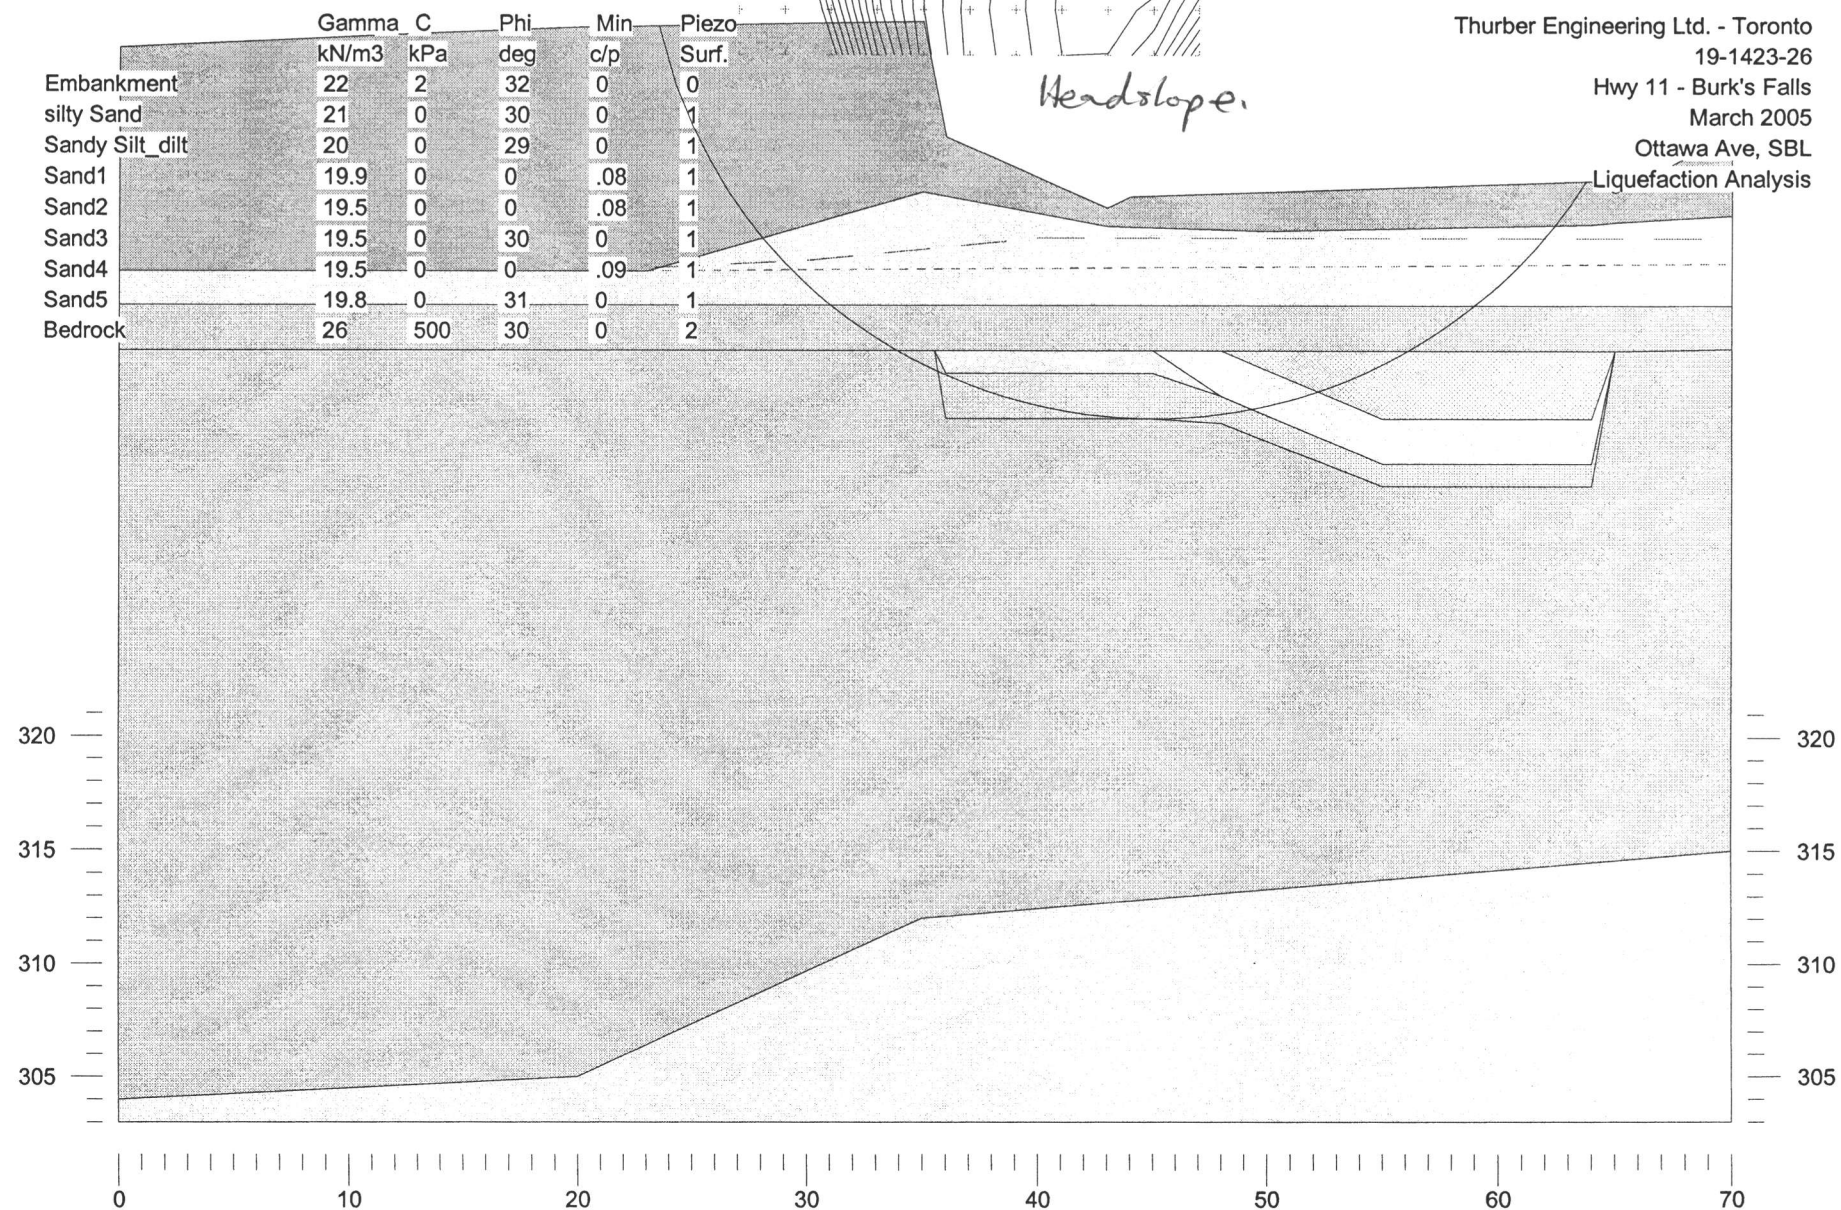 Gamma_ C Phi Min Piezo
kN/m3 kPa deg c/p Surf.
Embankment 22 2 32 0 0
silty Sand 21 0 30 0 1
Sandy Silt_dilt 20 0 29 0 1
Sand1 19.9 0 0 .08 1
Sand2 19.5 0 0 .08 1
Sand3 19.5 0 30 0 1
Sand4 19.5 0 0 .09 1
Sand5 19.8 0 31 0 1
Bedrock 26 500 30 0 2
Headslope.
Thurber Engineering Ltd. - Toronto
19-1423-26
Hwy 11 - Burk's Falls
March 2005
Ottawa Ave, SBL
Liquefaction Analysis
320 320
315 315
310 310
305 305
0 10 20 30 40 50 60 70